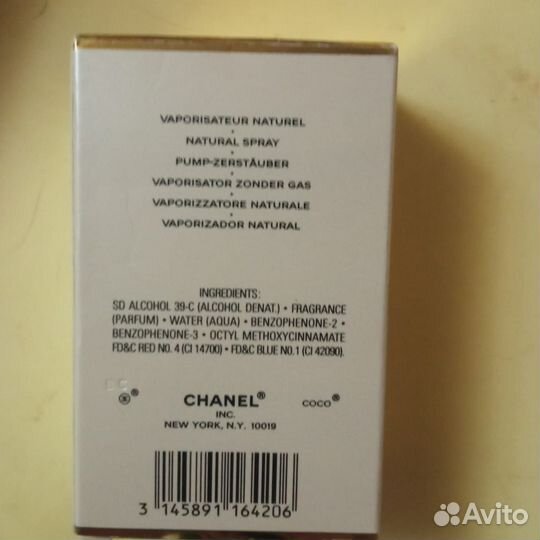 VAPORISATEUR NATUREL
•
NATURAL SPRAY
•
PUMP-ZERSTÄUBER
•
VAPORISATOR ZONDER GAS
•
VAPORIZZATORE NATURALE
•
VAPORIZADOR NATURAL
INGREDIENTS:
SD ALCOHOL 39-C (ALCOHOL DENAT.) • FRAGRANCE
(PARFUM) • WATER (AQUA) • BENZOPHENONE-2 •
BENZOPHENONE-3 • OCTYL METHOXYCINNAMATE
FD&C RED NO. 4 (CI 14700) • FD&C BLUE NO.1 (CI 42090).
CHANEL® COCO®
INC.
NEW YORK, N.Y. 10019
3 145891 164206
Avito